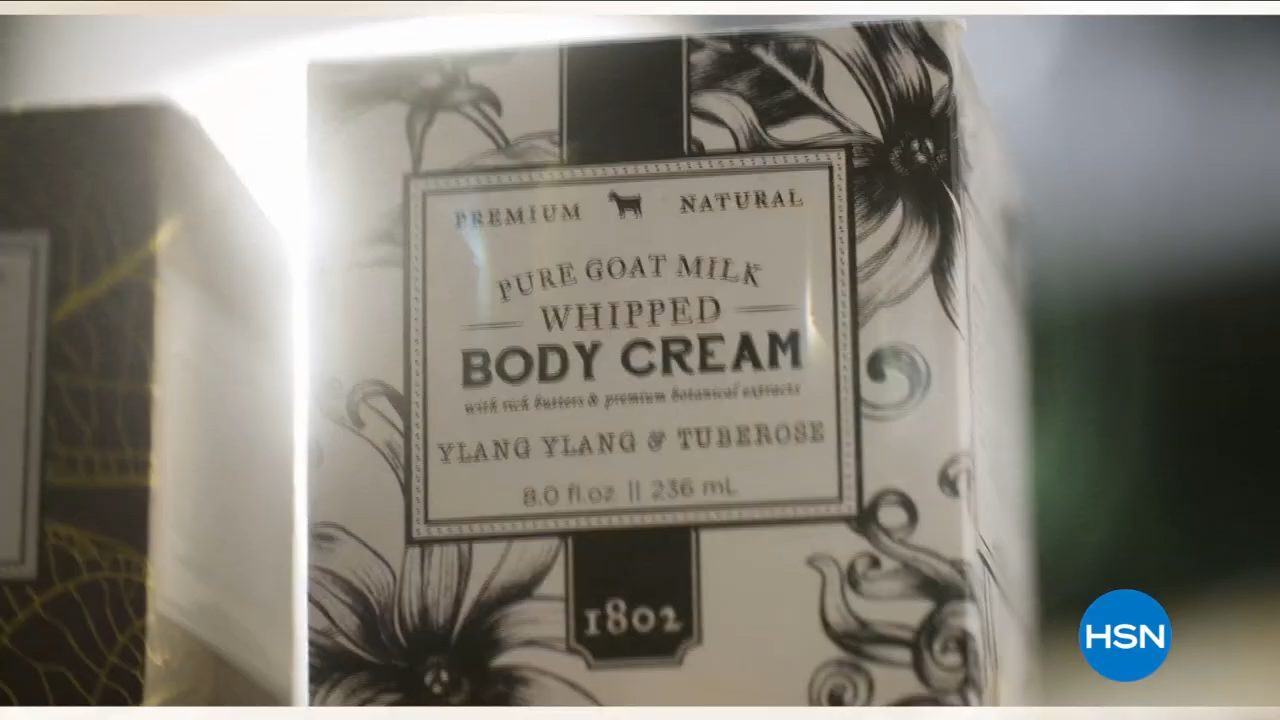 PREMIUM NATURAL
PURE GOAT MILK
WHIPPED
BODY CREAM
with rich butters & premium botanical extracts
YLANG YLANG & TUBEROSE
8.0 fl.oz || 236 mL
1802
HSN